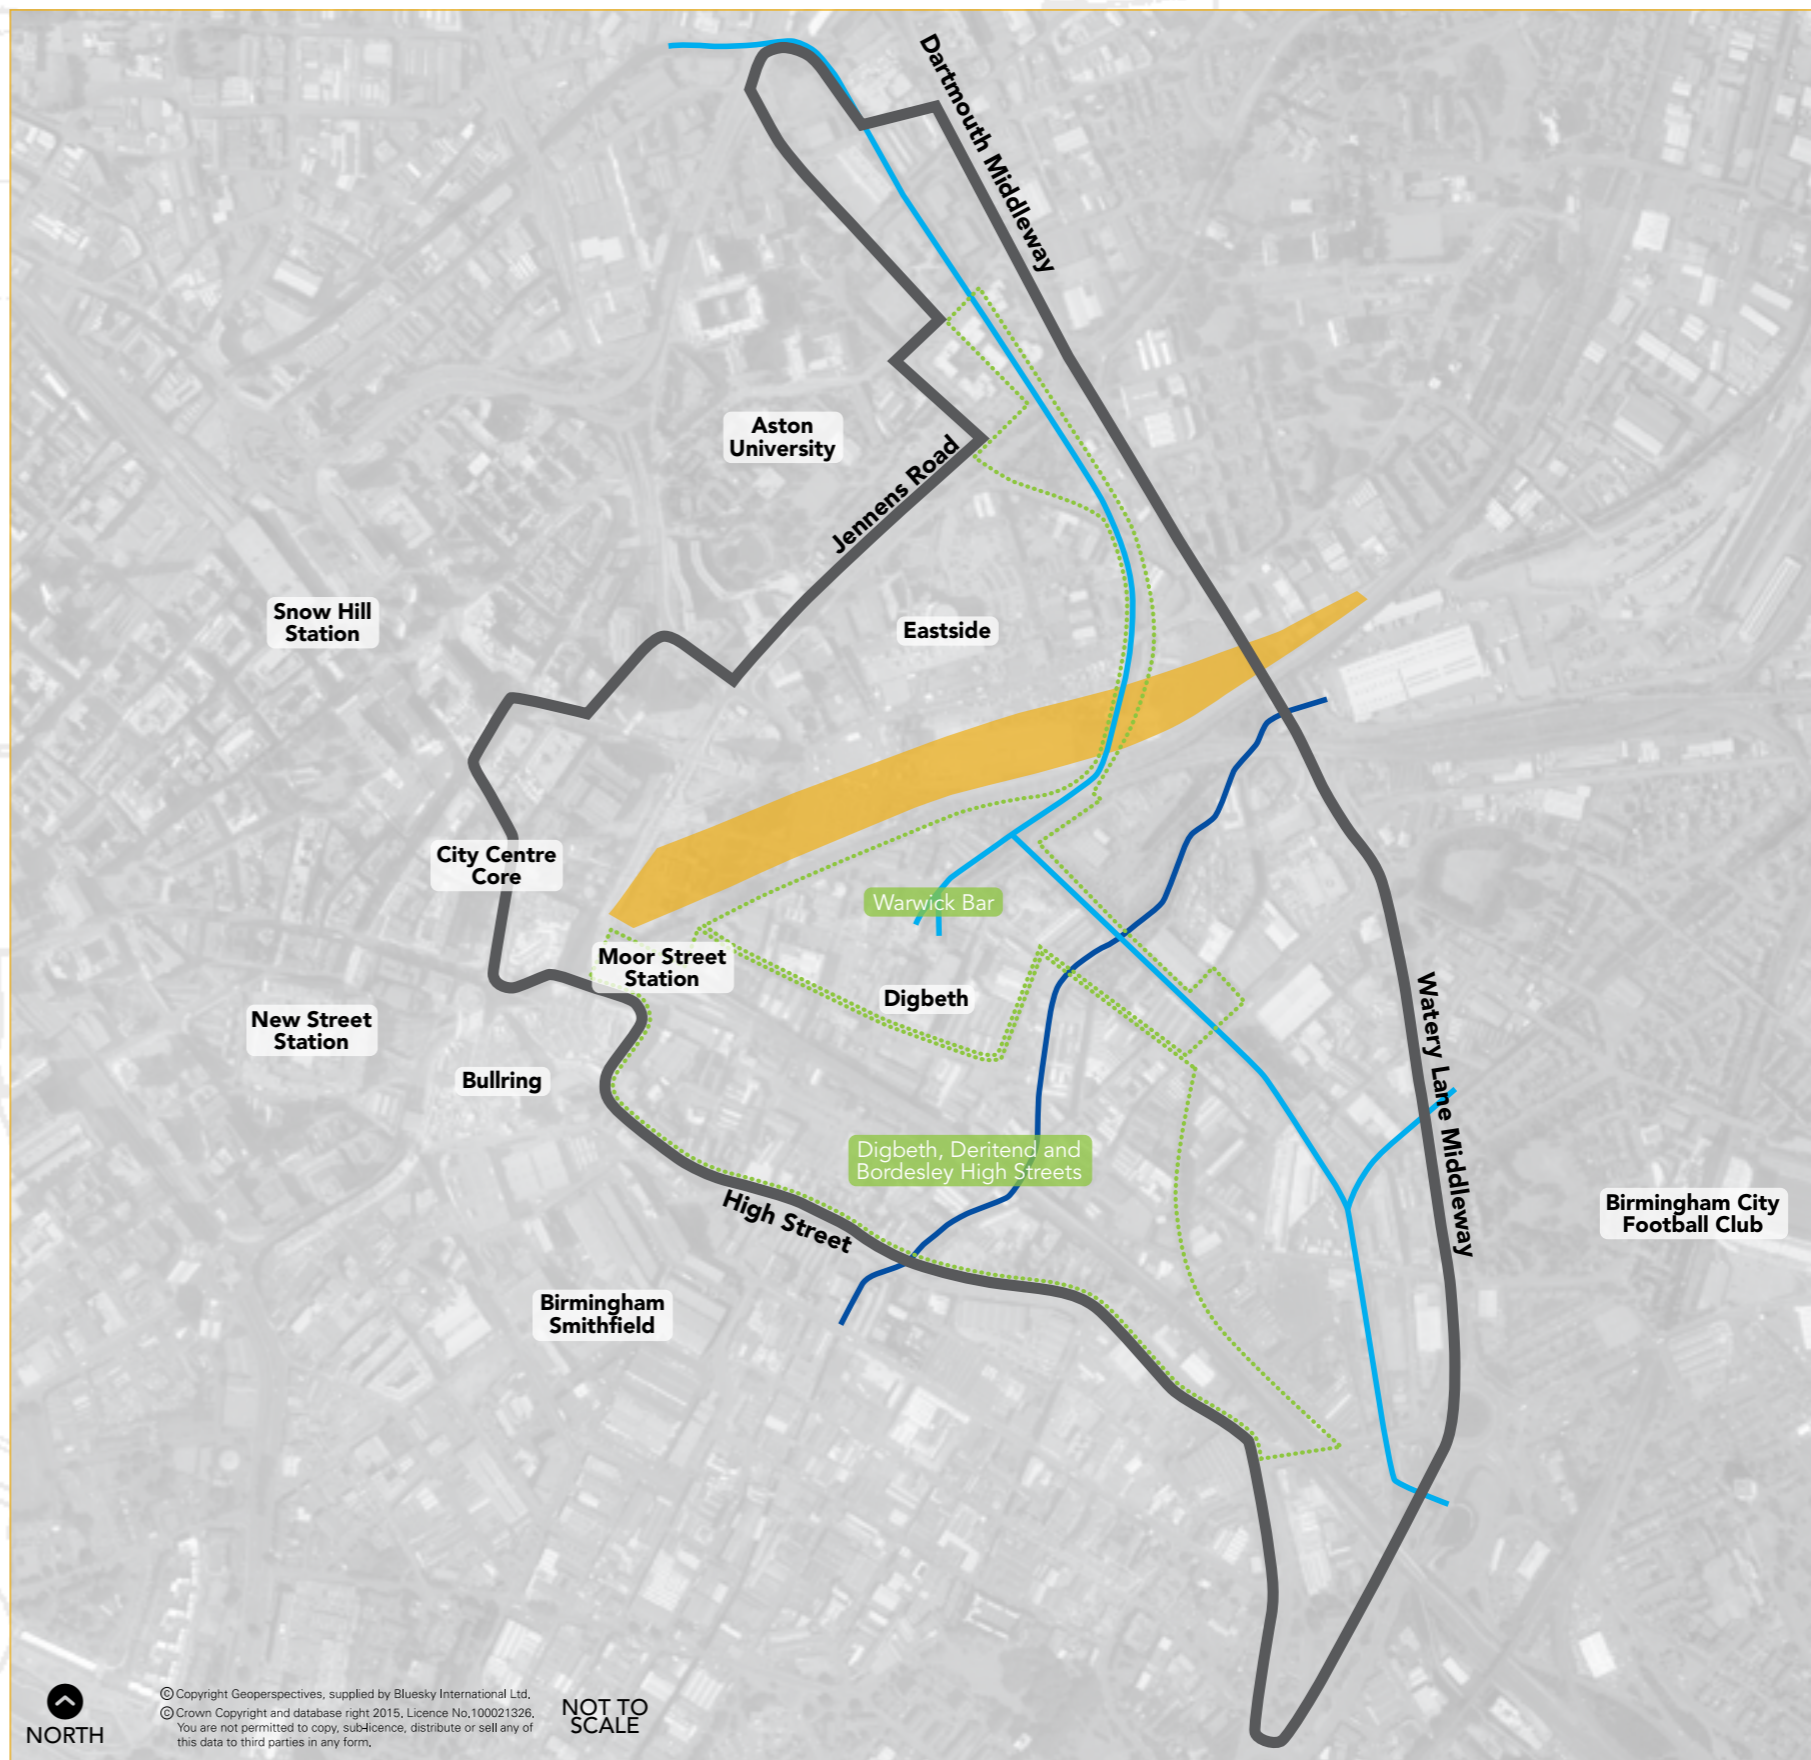 Dartmouth Middleway
Aston
University
Jennens Road
Snow Hill
Station
Eastside
City Centre
Core
Warwick Bar
Moor Street
Station
Digbeth
New Street
Station
Bullring
Watery Lane Middleway
Digbeth, Deritend and
Bordesley High Streets
High Street
Birmingham City
Football Club
Birmingham
Smithfield
NORTH
© Copyright Geoperspectives, supplied by Bluesky International Ltd.
© Crown Copyright and database right 2015. Licence No.100021326.
You are not permitted to copy, sub-licence, distribute or sell any of
this data to third parties in any form.
NOT TO
SCALE